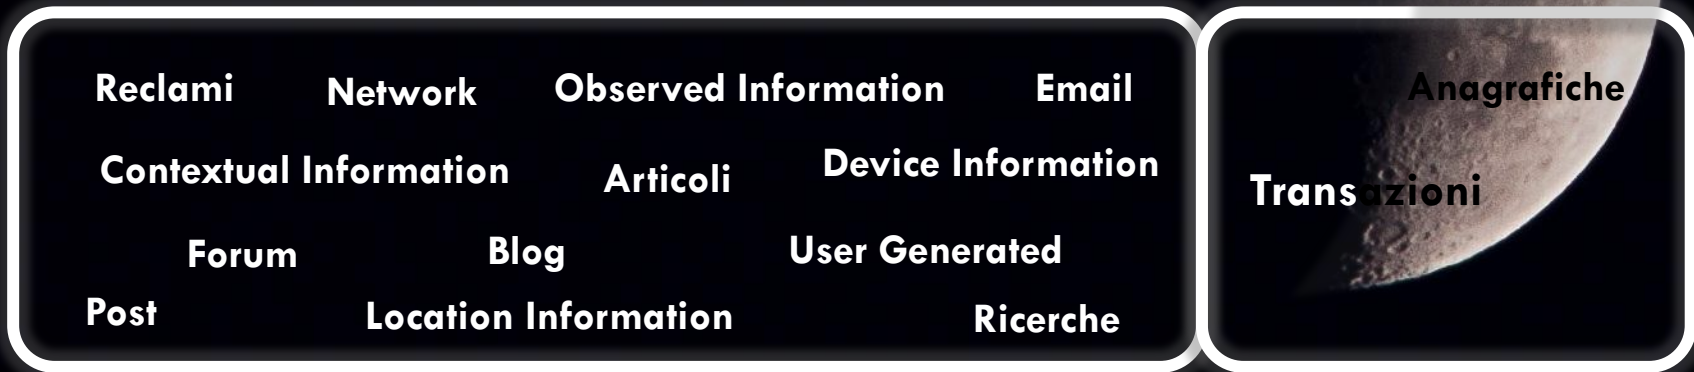 Reclami Network Observed Information Email
Contextual Information Articoli Device Information
Forum Blog User Generated
Post Location Information Ricerche
Anagrafiche
Transazioni